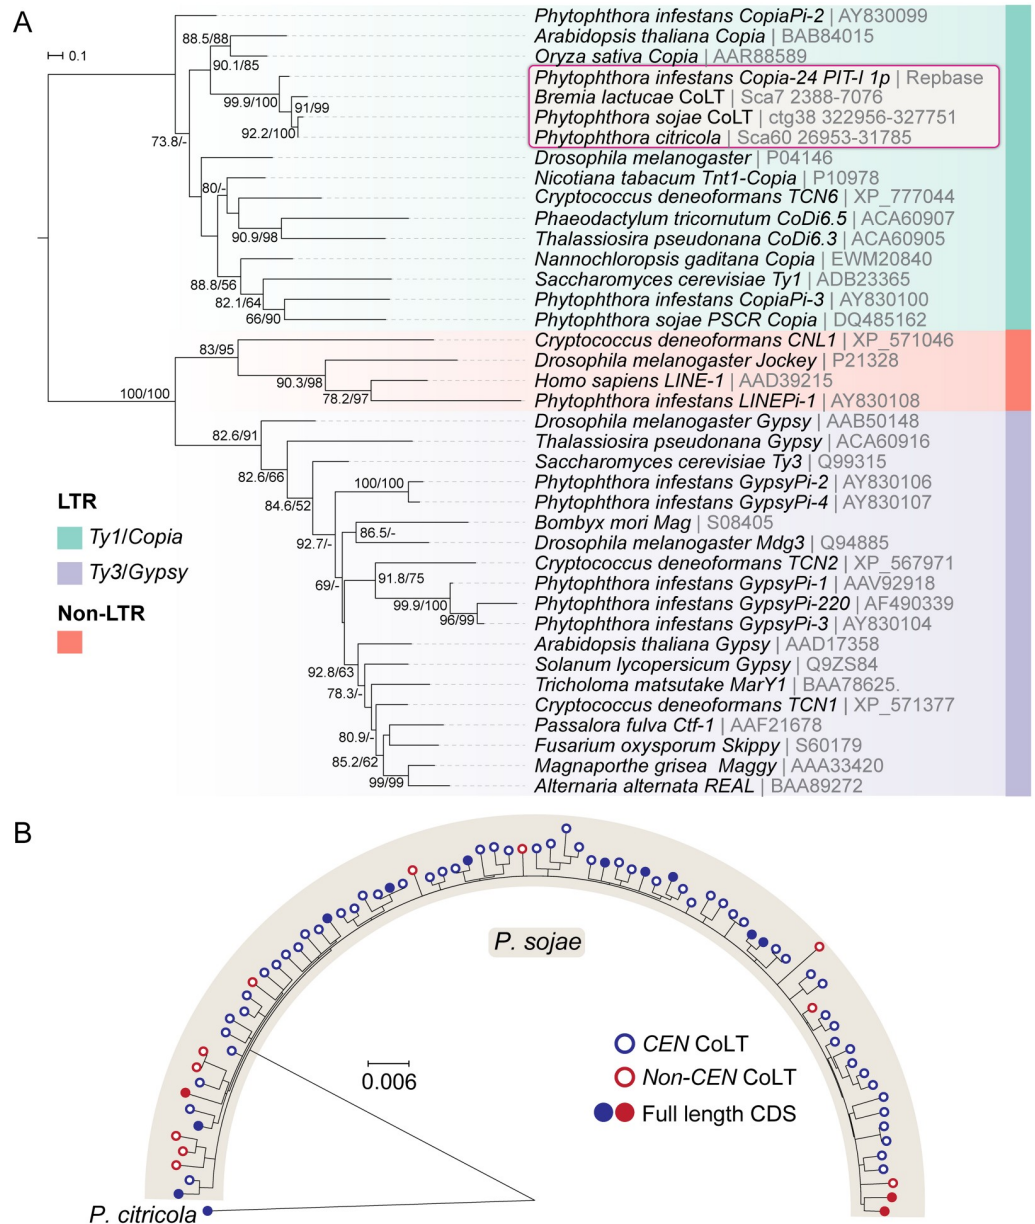 A
0.1
Phytophthora infestans CopiaPi-2 | AY830099
88.5/88
Arabidopsis thaliana Copia | BAB84015
90.1/85
Oryza sativa Copia | AAR88589
Phytophthora infestans Copia-24 PIT-I 1p | Repbase
99.9/100
Bremia lactucae CoLT | Sca7 2388-7076
91/99
Phytophthora sojae CoLT | ctg38 322956-327751
92.2/100
Phytophthora citricola | Sca60 26953-31785
73.8/-
Drosophila melanogaster | P04146
Nicotiana tabacum Tnt1-Copia | P10978
80/-
Cryptococcus deneoformans TCN6 | XP_777044
Phaeodactylum tricornutum CoDi6.5 | ACA60907
90.9/98
Thalassiosira pseudonana CoDi6.3 | ACA60905
Nannochloropsis gaditana Copia | EWM20840
88.8/56
Saccharomyces cerevisiae Ty1 | ADB23365
82.1/64
Phytophthora infestans CopiaPi-3 | AY830100
66/90
Phytophthora sojae PSCR Copia | DQ485162
Cryptococcus deneoformans CNL1 | XP_571046
83/95
Drosophila melanogaster Jockey | P21328
90.3/98
Homo sapiens LINE-1 | AAD39215
78.2/97
Phytophthora infestans LINEPi-1 | AY830108
100/100
Drosophila melanogaster Gypsy | AAB50148
82.6/91
Thalassiosira pseudonana Gypsy | ACA60916
82.6/66
Saccharomyces cerevisiae Ty3 | Q99315
Phytophthora infestans GypsyPi-2 | AY830106
100/100
Phytophthora infestans GypsyPi-4 | AY830107
84.6/52
Bombyx mori Mag | S08405
86.5/-
Drosophila melanogaster Mdg3 | Q94885
92.7/-
Cryptococcus deneoformans TCN2 | XP_567971
91.8/75
Phytophthora infestans GypsyPi-1 | AAV92918
69/-
99.9/100
Phytophthora infestans GypsyPi-220 | AF490339
96/99
Phytophthora infestans GypsyPi-3 | AY830104
Arabidopsis thaliana Gypsy | AAD17358
92.8/63
Solanum lycopersicum Gypsy | Q9ZS84
78.3/-
Tricholoma matsutake MarY1 | BAA78625.
Cryptococcus deneoformans TCN1 | XP_571377
Passalora fulva Ctf-1 | AAF21678
80.9/-
Fusarium oxysporum Skippy | S60179
85.2/62
Magnaporthe grisea Maggy | AAA33420
99/99
Alternaria alternata REAL | BAA89272
LTR
Ty1/Copia
Ty3/Gypsy
Non-LTR
B
P. sojae
0.006
CEN CoLT
Non-CEN CoLT
Full length CDS
P. citricola